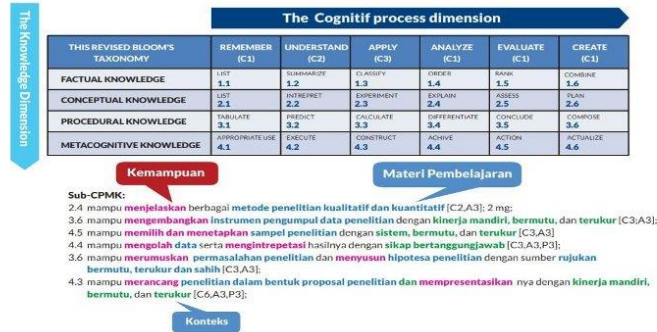 The Cognitif process dimension
The Knowledge Dimension
THIS REVISED BLOOM'S TAXONOMY REMEMBER (C1) UNDERSTAND (C2) APPLY (C3) ANALYZE (C1) EVALUATE (C1) CREATE (C1)
LIST SUMMARIZE CLASSIFY ORDER RANK COMBINE
FACTUAL KNOWLEDGE 1.1 1.2 1.3 1.4 1.5 1.6
LIST INTREPRET EXPERIMENT EXPLAIN ASSESS PLAN
CONCEPTUAL KNOWLEDGE 2.1 2.2 2.3 2.4 2.5 2.6
TABULATE PREDICT CALCULATE DIFFERENTIATE CONCLUDE COMPOSE
PROCEDURAL KNOWLEDGE 3.1 3.2 3.3 3.4 3.5 3.6
APPROPRIATE USE EXECUTE CONSTRUCT ACHIVE ACTION ACTUALIZE
METACOGNITIVE KNOWLEDGE 4.1 4.2 4.3 4.4 4.5 4.6
Kemampuan
Materi Pembelajaran
Sub-CPMK:
2.4 mampu menjelaskan berbagai metode penelitian kualitatif dan kuantitatif [C2,A3]; 2 mg;
3.6 mampu mengembangkan instrumen pengumpul data penelitian dengan kinerja mandiri, bermutu, dan terukur [C3;A3];
4.5 mampu memilih dan menetapkan sampel penelitian dengan sistem, bermutu, dan terukur [C3,A3]
4.4 mampu mengolah data serta mengintrepetasi hasilnya dengan sikap bertanggungjawab [C3,A3,P3];
3.6 mampu merumuskan permasalahan penelitian dan menyusun hipotesa penelitian dengan sumber rujukan
bermutu, terukur dan sahih [C3,A3];
4.3 mampu merancang penelitian dalam bentuk proposal penelitian dan mempresentasikan nya dengan kinerja mandiri,
bermutu, dan terukur [C6,A3,P3];
Konteks